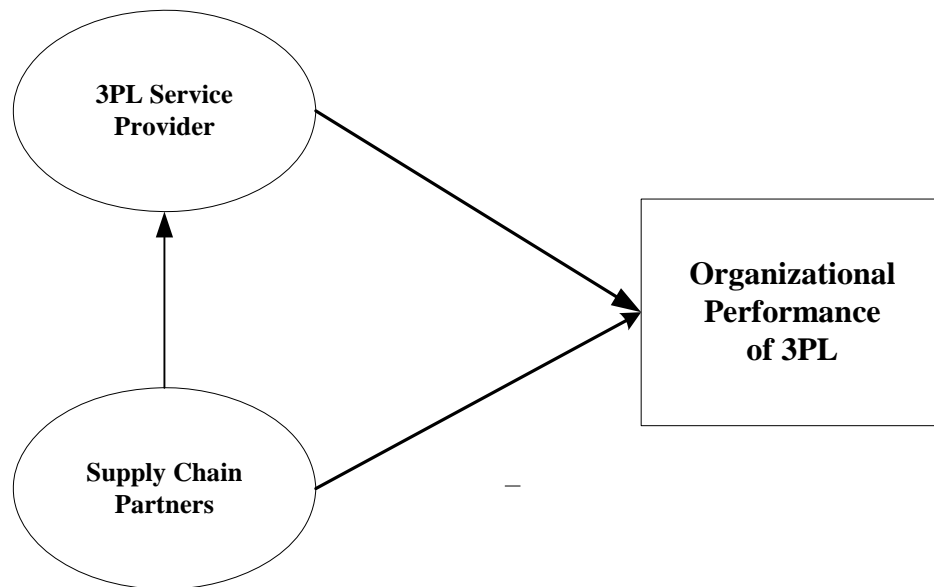 3PL Service
Provider
Organizational
Performance
of 3PL
Supply Chain
Partners